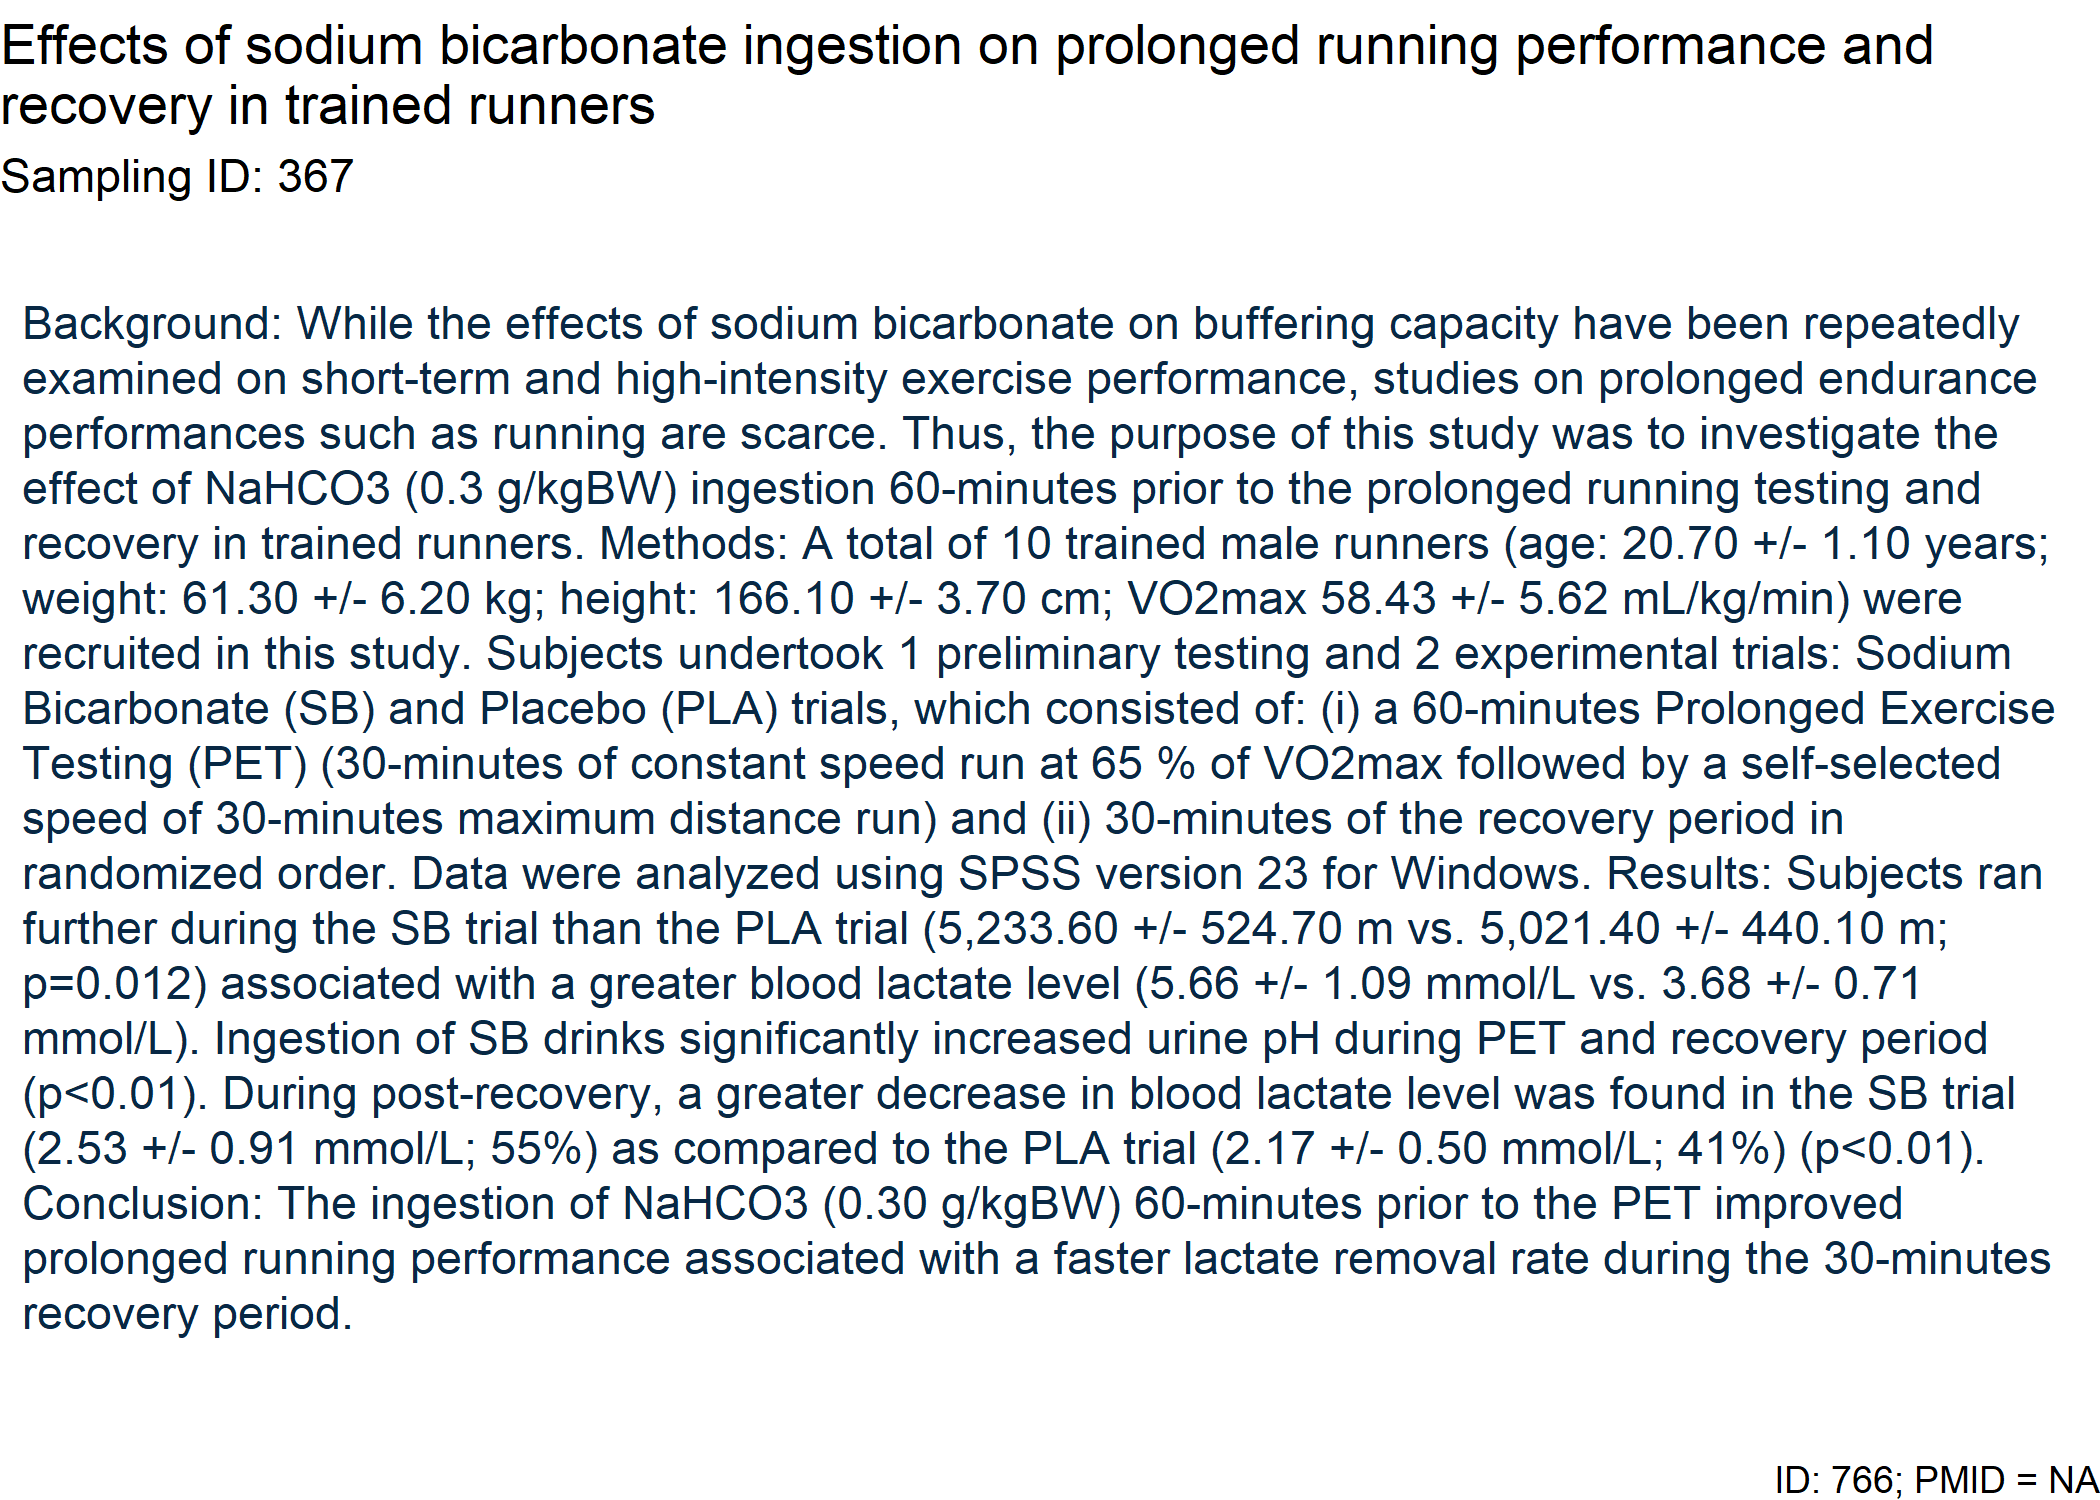 Effects of sodium bicarbonate ingestion on prolonged running performance and
recovery in trained runners
Sampling ID: 367
Background: While the effects of sodium bicarbonate on buffering capacity have been repeatedly
examined on short-term and high-intensity exercise performance, studies on prolonged endurance
performances such as running are scarce. Thus, the purpose of this study was to investigate the
effect of NaHCO3 (0.3 g/kgBW) ingestion 60-minutes prior to the prolonged running testing and
recovery in trained runners. Methods: A total of 10 trained male runners (age: 20.70 +/- 1.10 years;
weight: 61.30 +/- 6.20 kg; height: 166.10 +/- 3.70 cm; VO2max 58.43 +/- 5.62 mL/kg/min) were
recruited in this study. Subjects undertook 1 preliminary testing and 2 experimental trials: Sodium
Bicarbonate (SB) and Placebo (PLA) trials, which consisted of: (i) a 60-minutes Prolonged Exercise
Testing (PET) (30-minutes of constant speed run at 65 % of VO2max followed by a self-selected
speed of 30-minutes maximum distance run) and (ii) 30-minutes of the recovery period in
randomized order. Data were analyzed using SPSS version 23 for Windows. Results: Subjects ran
further during the SB trial than the PLA trial (5,233.60 +/- 524.70 m vs. 5,021.40 +/- 440.10 m;
p=0.012) associated with a greater blood lactate level (5.66 +/- 1.09 mmol/L vs. 3.68 +/- 0.71
mmol/L). Ingestion of SB drinks significantly increased urine pH during PET and recovery period
(p<0.01). During post-recovery, a greater decrease in blood lactate level was found in the SB trial
(2.53 +/- 0.91 mmol/L; 55%) as compared to the PLA trial (2.17 +/- 0.50 mmol/L; 41%) (p<0.01).
Conclusion: The ingestion of NaHCO3 (0.30 g/kgBW) 60-minutes prior to the PET improved
prolonged running performance associated with a faster lactate removal rate during the 30-minutes
recovery period.
ID: 766; PMID = NA